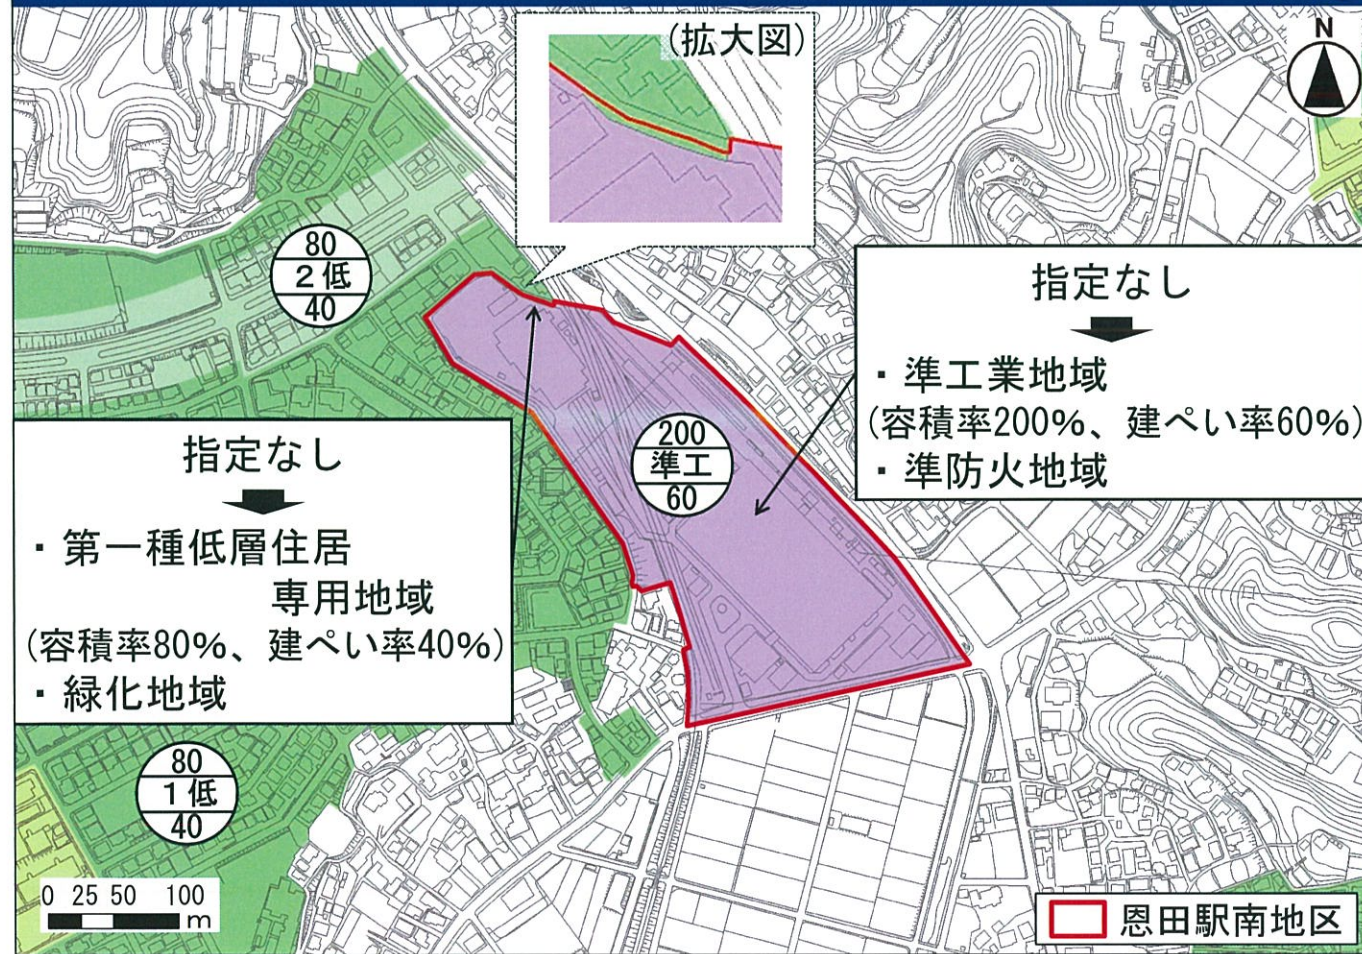 (拡大図)
N
80
2低
40
指定なし
・準工業地域
(容積率200%、建ぺい率60%)
・準防火地域
200
準工
60
指定なし
・第一種低層住居
専用地域
(容積率80%、建ぺい率40%)
・緑化地域
80
1低
40
0 25 50 100
m
恩田駅南地区